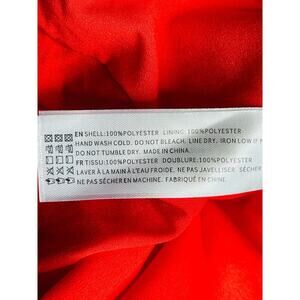 EN SHELL:100%POLYESTER LINING: 100%POLYESTER
HAND WASH COLD. DO NOT BLEACH. LINE DRY. IRON LOW IF
DO NOT TUMBLE DRY. MADE IN CHINA.
FR TISSU:100%POLYESTER DOUBLURE:100%POLYESTER
LAVER À LA MAIN À L'EAU FROIDE. NE PAS JAVELLISER SÉCHER
NE PAS SÉCHER EN MACHINE. FABRIQUÉ EN CHINE.